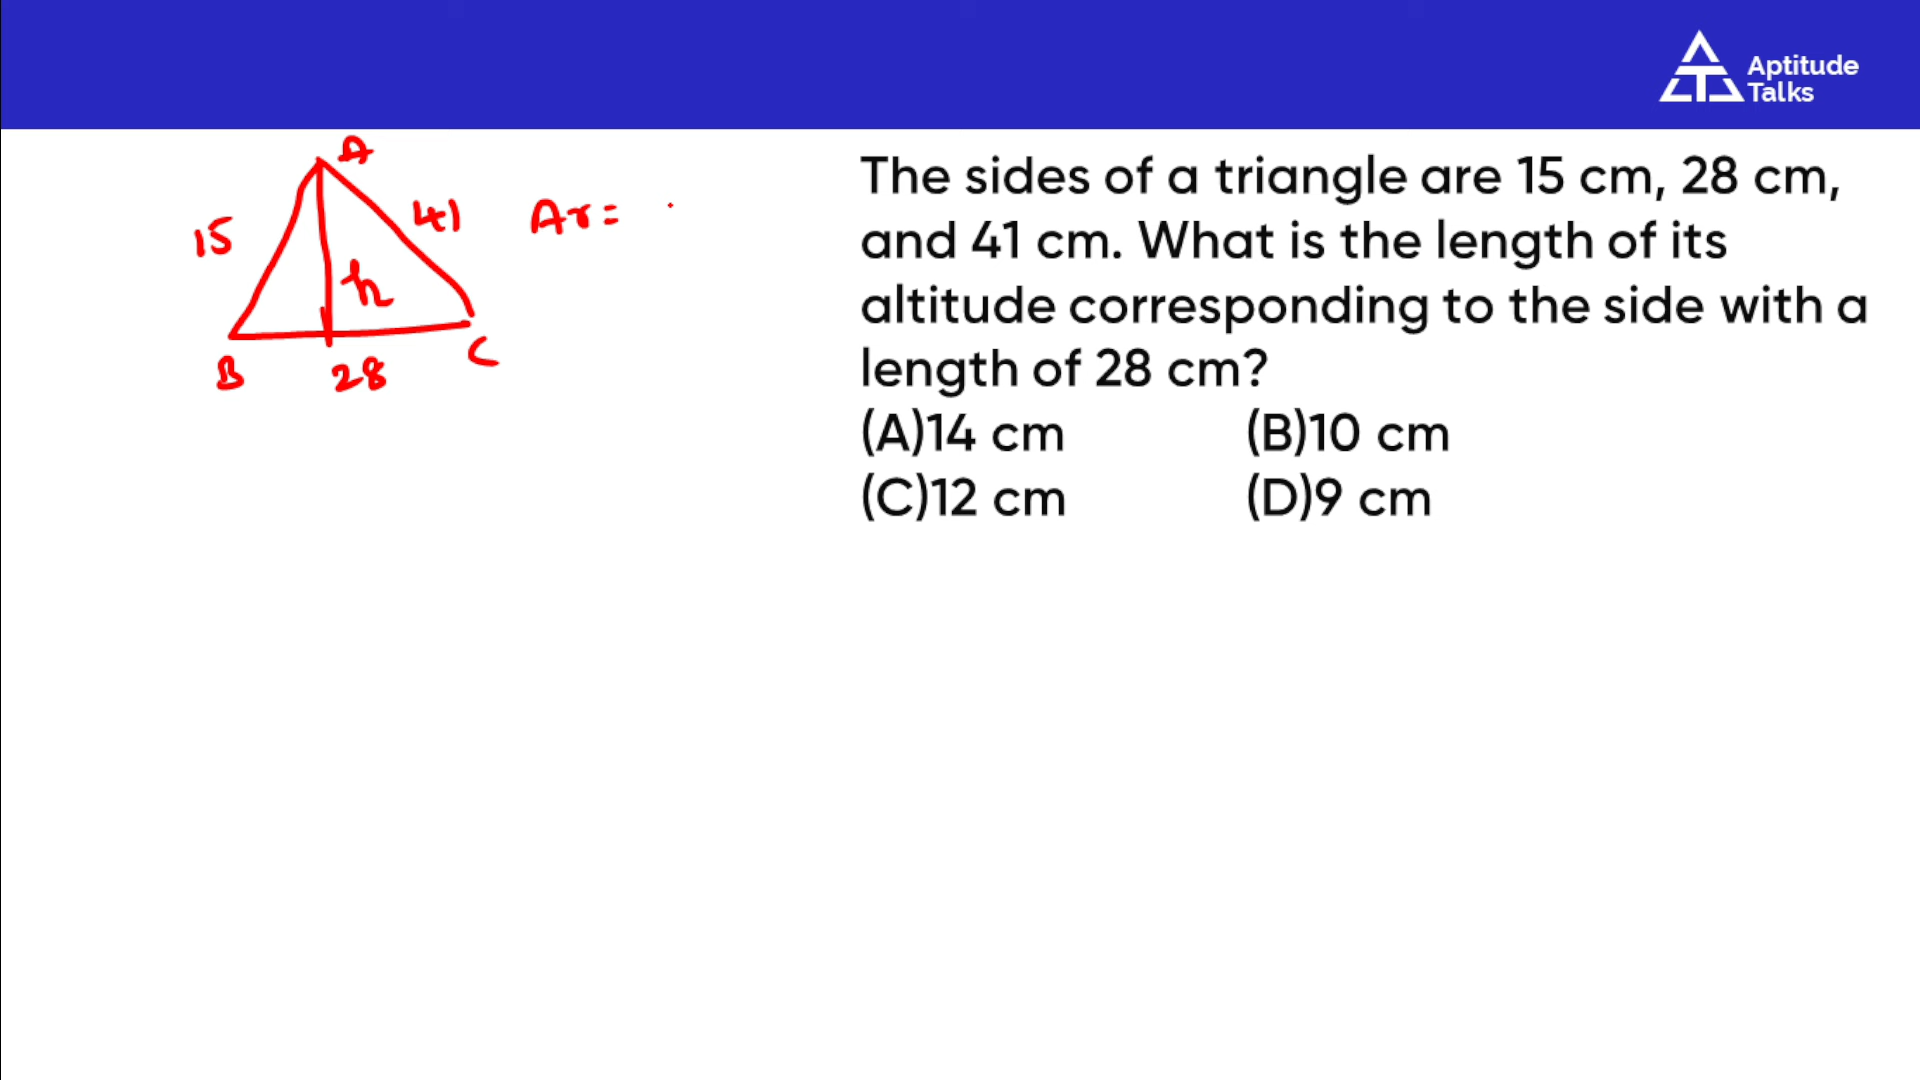 Aptitude
Talks
A
15
41
Ar=
h
B
28
C
The sides of a triangle are 15 cm, 28 cm,
and 41 cm. What is the length of its
altitude corresponding to the side with a
length of 28 cm?
(A)14 cm (B)10 cm
(C)12 cm (D)9 cm